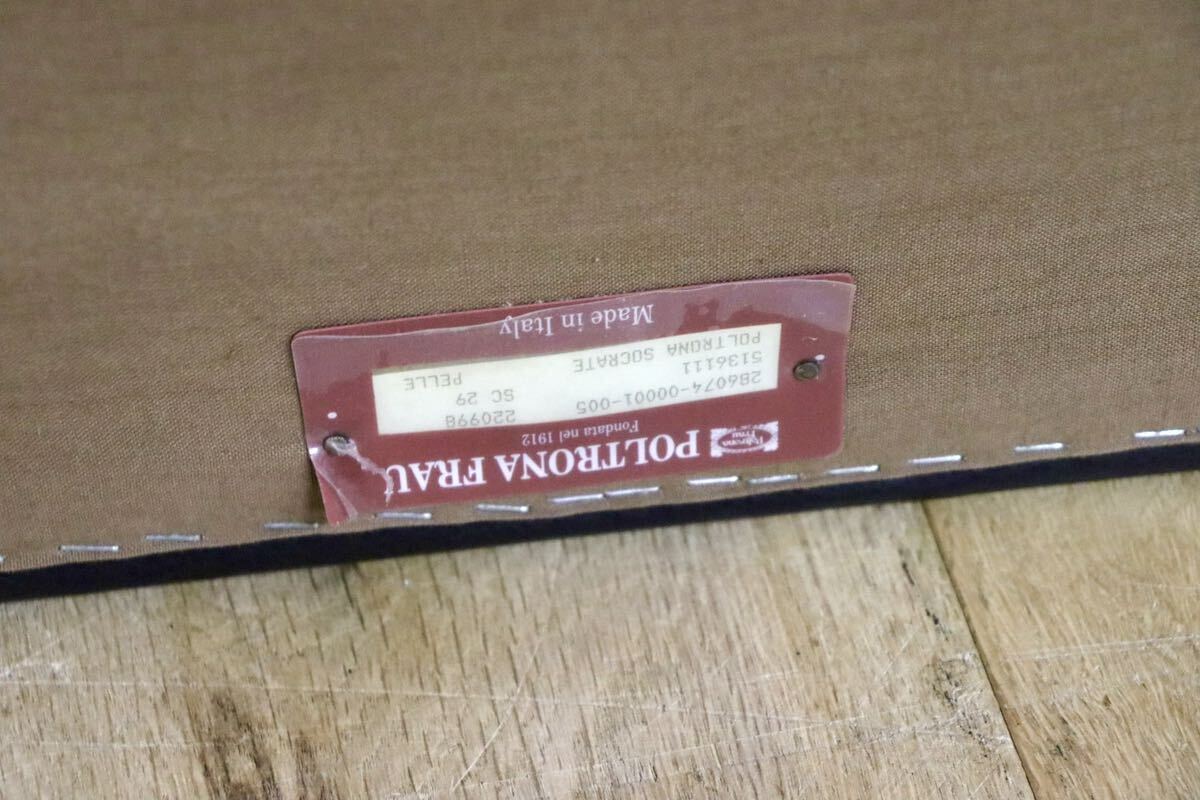 POLTRONA FRAU
Fondata nel 1912
286074-00001-005 220998
5136111 SC 29
POLTRONA SOCRATE PELLE
Made in Italy